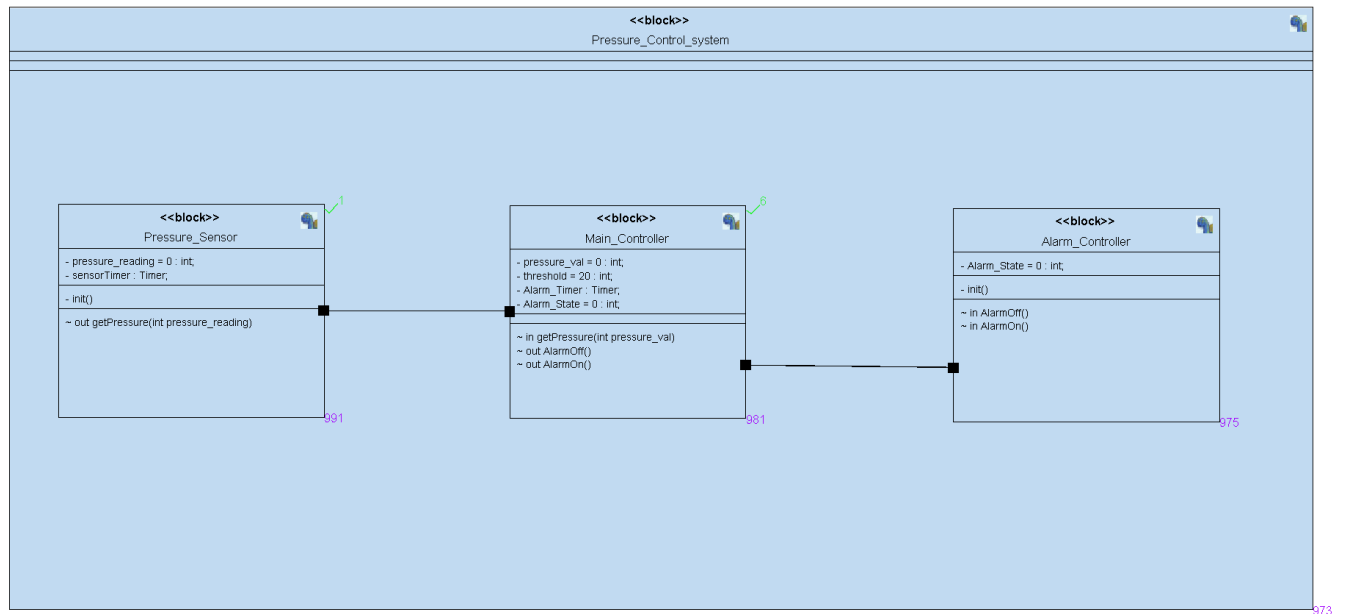 <<block>>
Pressure_Control_system
<<block>>
Pressure_Sensor
- pressure_reading = 0 : int;
- sensorTimer : Timer;
- init()
~ out getPressure(int pressure_reading)
1
991
<<block>>
Main_Controller
- pressure_val = 0 : int;
- threshold = 20 : int;
- Alarm_Timer : Timer;
- Alarm_State = 0 : int;
~ in getPressure(int pressure_val)
~ out AlarmOff()
~ out AlarmOn()
6
981
<<block>>
Alarm_Controller
- Alarm_State = 0 : int;
- init()
~ in AlarmOff()
~ in AlarmOn()
975
973